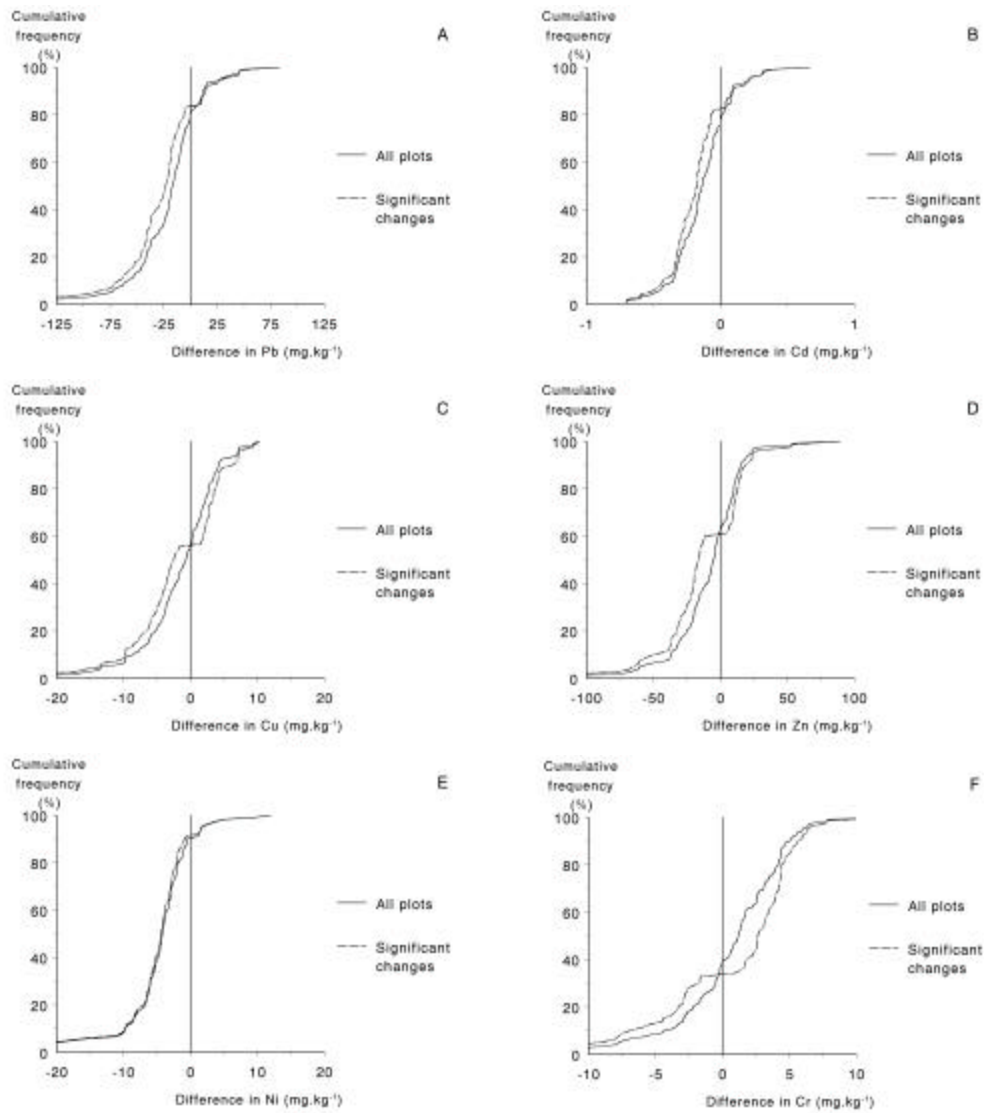 Cumulative
frequency
(%)
A
100
80
60
40
20
0
-125 -75 -25 25 75 125
Difference in Pb (mg.kg⁻¹)
All plots
Significant
changes
Cumulative
frequency
(%)
B
100
80
60
40
20
0
-1 0 1
Difference in Cd (mg.kg⁻¹)
All plots
Significant
changes
Cumulative
frequency
(%)
C
100
80
60
40
20
0
-20 -10 0 10 20
Difference in Cu (mg.kg⁻¹)
All plots
Significant
changes
Cumulative
frequency
(%)
D
100
80
60
40
20
0
-100 -50 0 50 100
Difference in Zn (mg.kg⁻¹)
All plots
Significant
changes
Cumulative
frequency
(%)
E
100
80
60
40
20
0
-20 -10 0 10 20
Difference in Ni (mg.kg⁻¹)
All plots
Significant
changes
Cumulative
frequency
(%)
F
100
80
60
40
20
0
-10 -5 0 5 10
Difference in Cr (mg.kg⁻¹)
All plots
Significant
changes